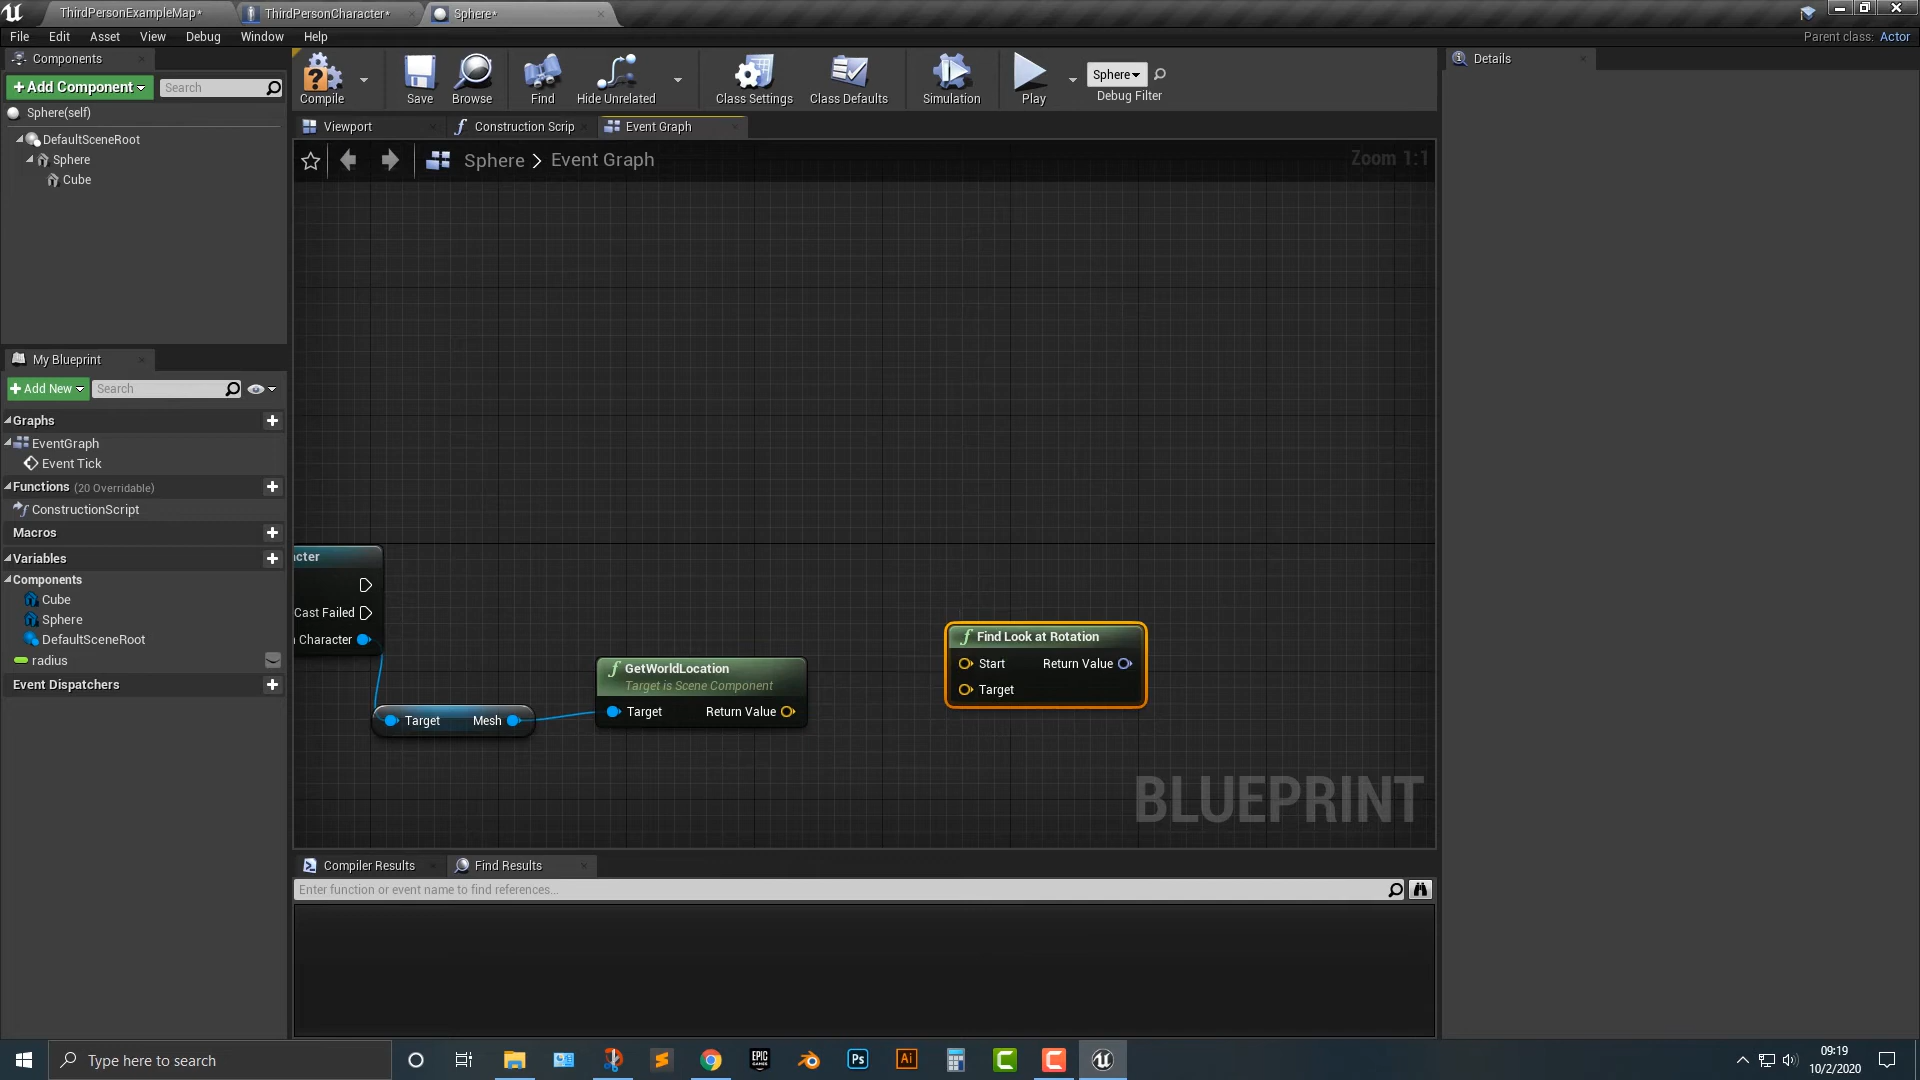 ThirdPersonExampleMap*
ThirdPersonCharacter*
Sphere*
File
Edit
Asset
View
Debug
Window
Help
Parent class: Actor
Components
+Add Component
Search
Sphere(self)
DefaultSceneRoot
Sphere
Cube
Compile
Save
Browse
Find
Hide Unrelated
Class Settings
Class Defaults
Simulation
Play
Sphere
Debug Filter
Details
Viewport
Construction Scrip
Event Graph
Sphere > Event Graph
Zoom 1:1
My Blueprint
+Add New
Search
Graphs
EventGraph
Event Tick
Functions (20 Overridable)
ConstructionScript
Macros
Variables
Components
Cube
Sphere
DefaultSceneRoot
radius
Event Dispatchers
acter
Cast Failed
Character
Target
Mesh
GetWorldLocation
Target is Scene Component
Target
Return Value
Find Look at Rotation
Start
Return Value
Target
BLUEPRINT
Compiler Results
Find Results
Enter function or event name to find references...
Type here to search
EPIC
GAMES
Ps
Ai
09:19
10/2/2020